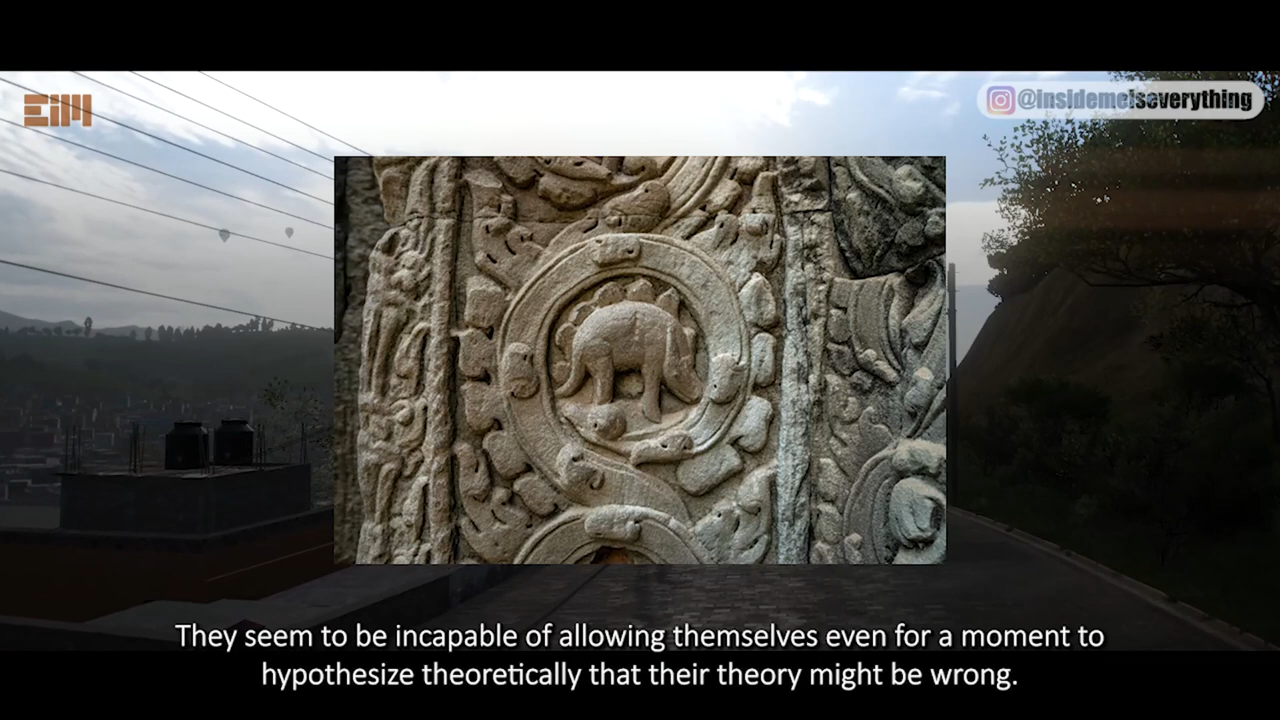 EiM
@insidemeiseverything
They seem to be incapable of allowing themselves even for a moment to
hypothesize theoretically that their theory might be wrong.